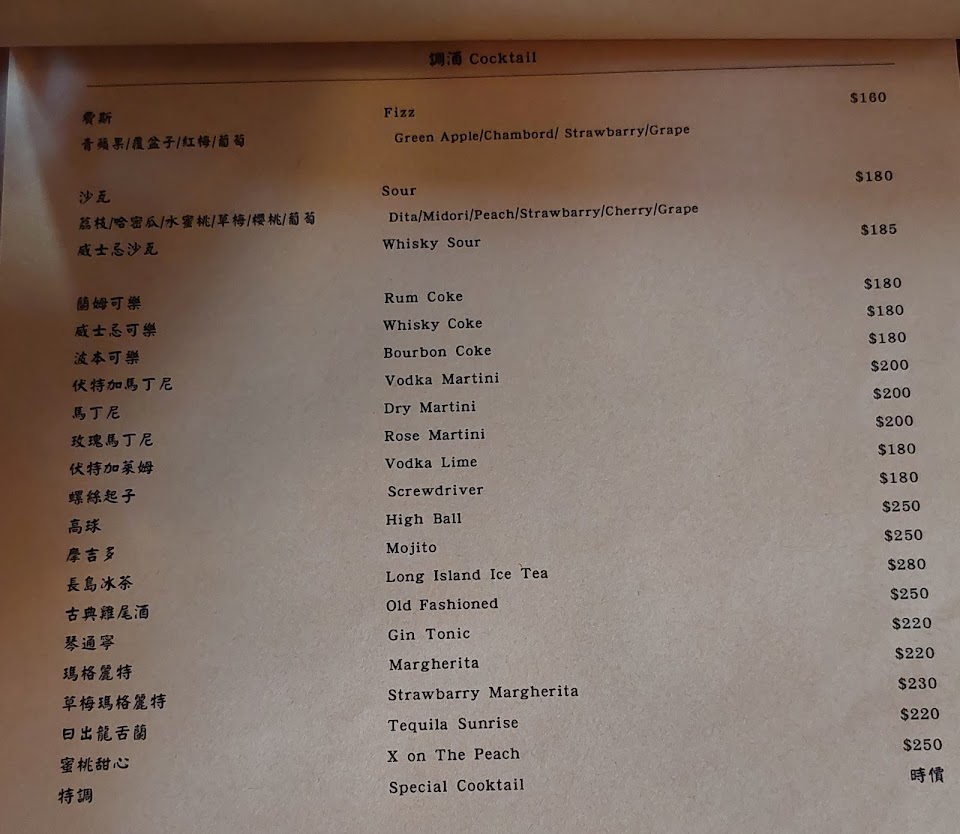 調酒 Cocktail
費斯 Fizz $160
青蘋果/覆盆子/紅梅/葡萄 Green Apple/Chambord/ Strawbarry/Grape
沙瓦 Sour $180
荔枝/哈密瓜/水蜜桃/草梅/櫻桃/葡萄 Dita/Midori/Peach/Strawbarry/Cherry/Grape
威士忌沙瓦 Whisky Sour $185
蘭姆可樂 Rum Coke $180
威士忌可樂 Whisky Coke $180
波本可樂 Bourbon Coke $180
伏特加馬丁尼 Vodka Martini $200
馬丁尼 Dry Martini $200
玫瑰馬丁尼 Rose Martini $200
伏特加萊姆 Vodka Lime $180
螺絲起子 Screwdriver $180
高球 High Ball $250
摩吉多 Mojito $250
長島冰茶 Long Island Ice Tea $280
古典雞尾酒 Old Fashioned $250
琴通寧 Gin Tonic $220
瑪格麗特 Margherita $220
草梅瑪格麗特 Strawbarry Margherita $230
日出龍舌蘭 Tequila Sunrise $220
蜜桃甜心 X on The Peach $250
特調 Special Cooktail 時價